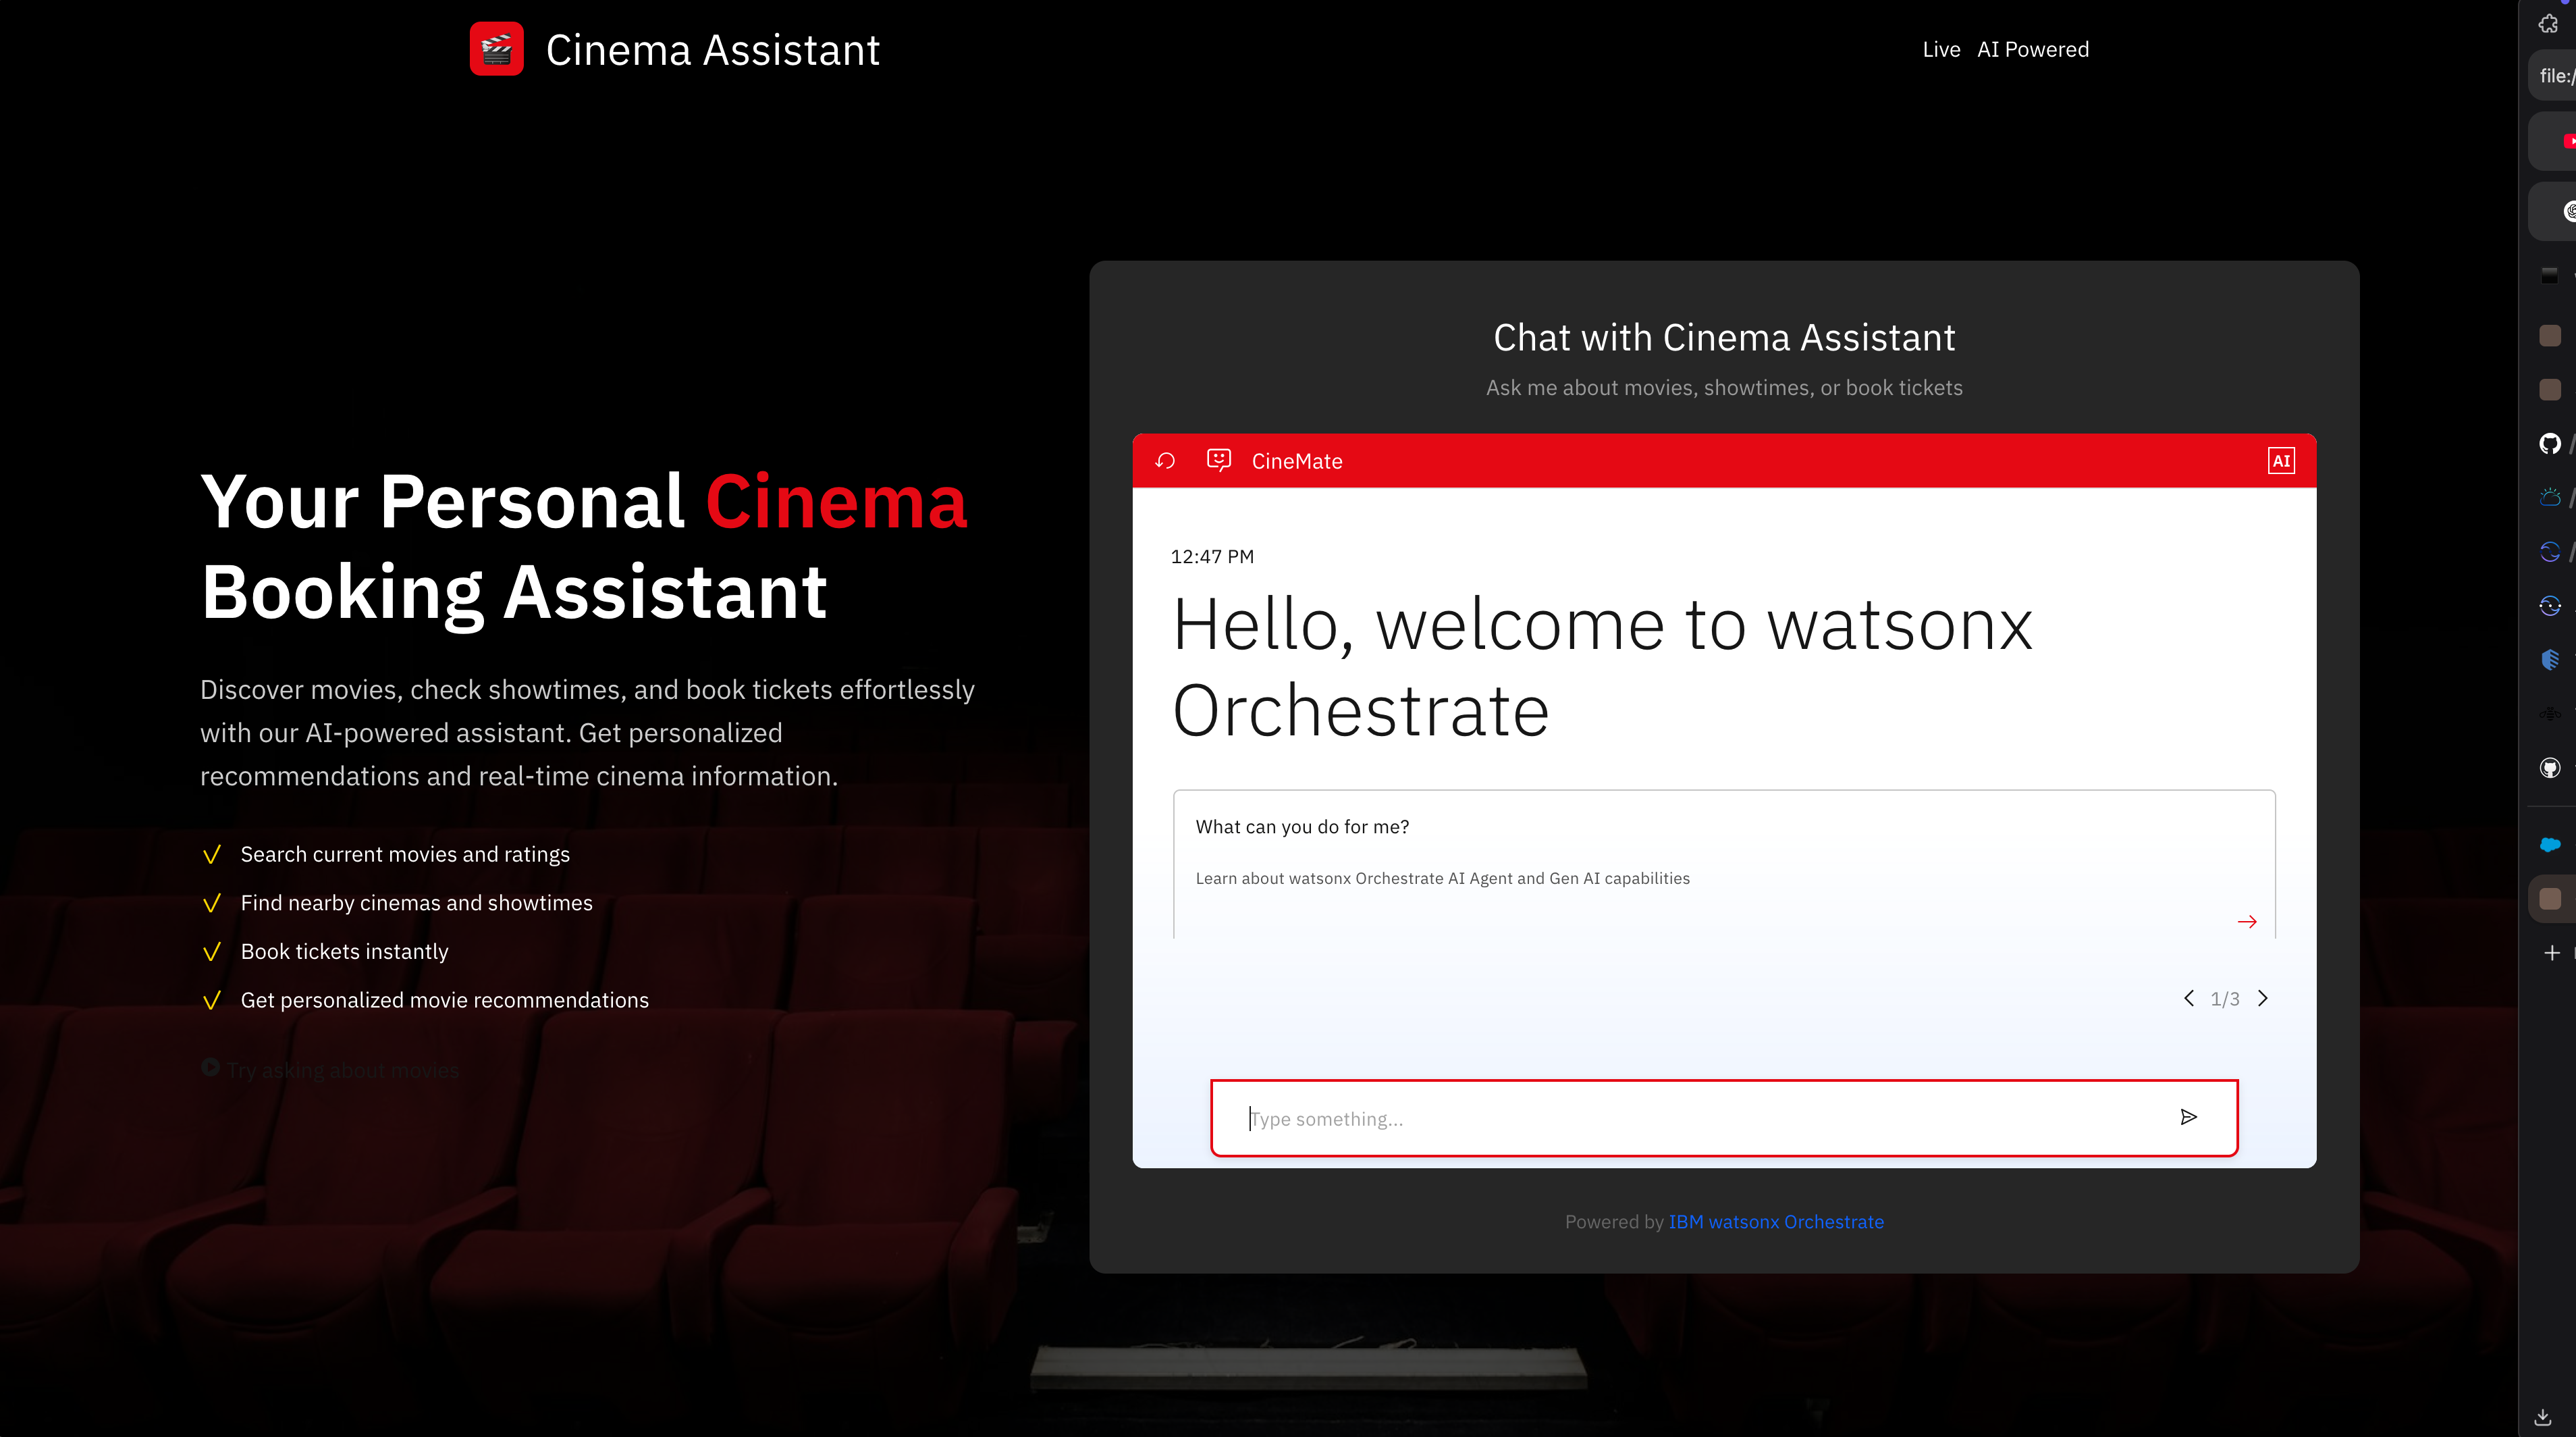 Cinema Assistant
Live AI Powered
file:/
Your Personal Cinema
Booking Assistant
Discover movies, check showtimes, and book tickets effortlessly
with our AI-powered assistant. Get personalized
recommendations and real-time cinema information.
√ Search current movies and ratings
√ Find nearby cinemas and showtimes
√ Book tickets instantly
√ Get personalized movie recommendations
Try asking about movies
Chat with Cinema Assistant
Ask me about movies, showtimes, or book tickets
CineMate
AI
12:47 PM
Hello, welcome to watsonx
Orchestrate
What can you do for me?
Learn about watsonx Orchestrate AI Agent and Gen AI capabilities
1/3
Type something...
Powered by IBM watsonx Orchestrate